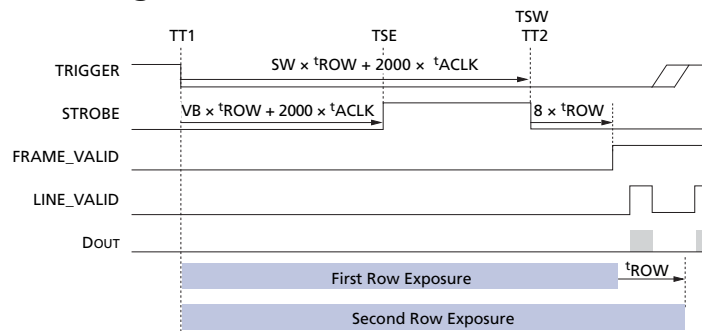 TSW
TT1 TSE TT2
TRIGGER SW × tROW + 2000 × tACLK
STROBE VB × tROW + 2000 × tACLK 8 × tROW
FRAME_VALID
LINE_VALID
DOUT
First Row Exposure tROW
Second Row Exposure